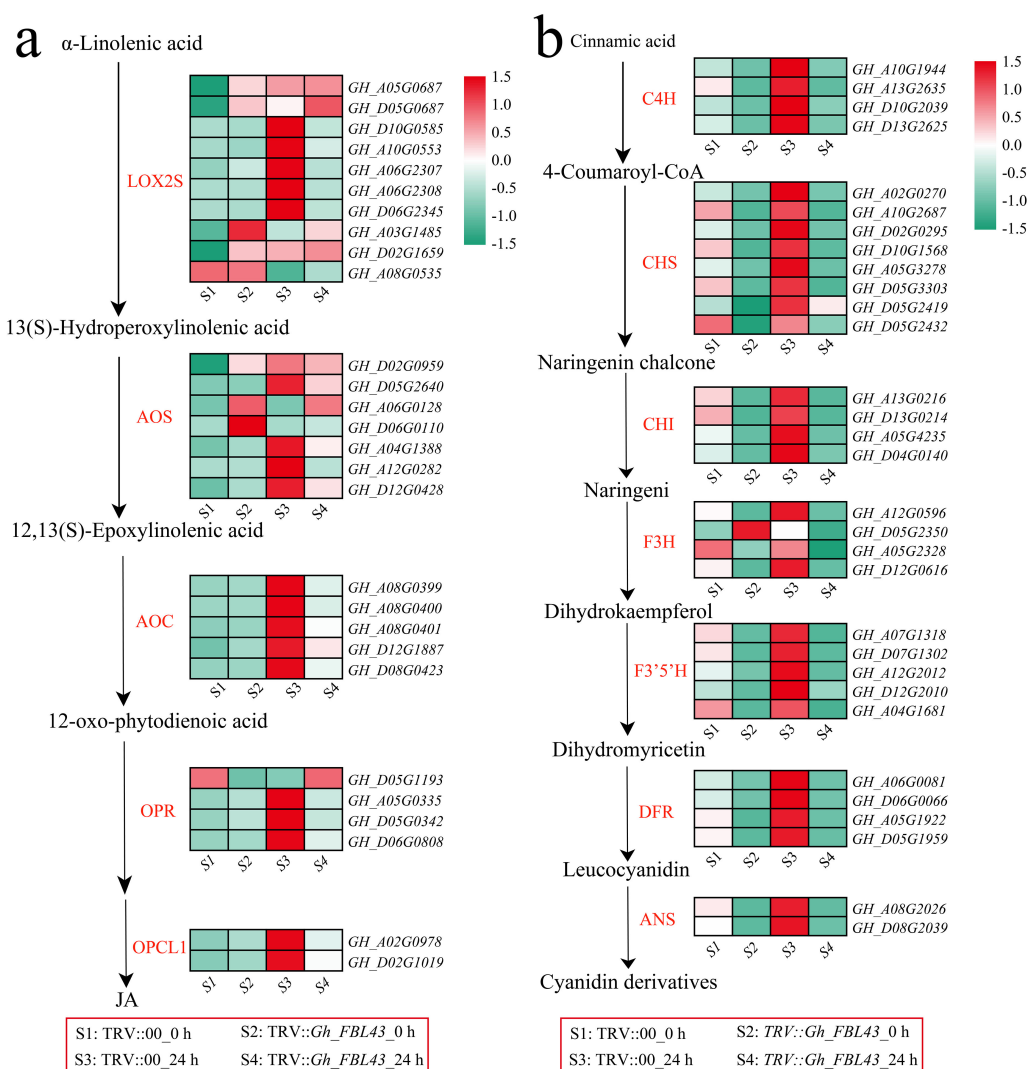 a
α-Linolenic acid
LOX2S
GH_A05G0687
GH_D05G0687
GH_D10G0585
GH_A10G0553
GH_A06G2307
GH_A06G2308
GH_D06G2345
GH_A03G1485
GH_D02G1659
GH_A08G0535
S1 S2 S3 S4
1.5
1.0
0.5
0.0
-0.5
-1.0
-1.5
13(S)-Hydroperoxylinolenic acid
AOS
GH_D02G0959
GH_D05G2640
GH_A06G0128
GH_D06G0110
GH_A04G1388
GH_A12G0282
GH_D12G0428
S1 S2 S3 S4
12,13(S)-Epoxylinolenic acid
AOC
GH_A08G0399
GH_A08G0400
GH_A08G0401
GH_D12G1887
GH_D08G0423
S1 S2 S3 S4
12-oxo-phytodienoic acid
OPR
GH_D05G1193
GH_A05G0335
GH_D05G0342
GH_D06G0808
S1 S2 S3 S4
OPCL1
GH_A02G0978
GH_D02G1019
S1 S2 S3 S4
JA
S1: TRV::00_0 h S2: TRV::Gh_FBL43_0 h
S3: TRV::00_24 h S4: TRV::Gh_FBL43_24 h
b
Cinnamic acid
C4H
GH_A10G1944
GH_A13G2635
GH_D10G2039
GH_D13G2625
S1 S2 S3 S4
1.5
1.0
0.5
0.0
-0.5
-1.0
-1.5
4-Coumaroyl-CoA
CHS
GH_A02G0270
GH_A10G2687
GH_D02G0295
GH_D10G1568
GH_A05G3278
GH_D05G3303
GH_D05G2419
GH_D05G2432
S1 S2 S3 S4
Naringenin chalcone
CHI
GH_A13G0216
GH_D13G0214
GH_A05G4235
GH_D04G0140
S1 S2 S3 S4
Naringeni
F3H
GH_A12G0596
GH_D05G2350
GH_A05G2328
GH_D12G0616
S1 S2 S3 S4
Dihydrokaempferol
F3'5'H
GH_A07G1318
GH_D07G1302
GH_A12G2012
GH_D12G2010
GH_A04G1681
S1 S2 S3 S4
Dihydromyricetin
DFR
GH_A06G0081
GH_D06G0066
GH_A05G1922
GH_D05G1959
S1 S2 S3 S4
Leucocyanidin
ANS
GH_A08G2026
GH_D08G2039
S1 S2 S3 S4
Cyanidin derivatives
S1: TRV::00_0 h S2: TRV::Gh_FBL43_0 h
S3: TRV::00_24 h S4: TRV::Gh_FBL43_24 h